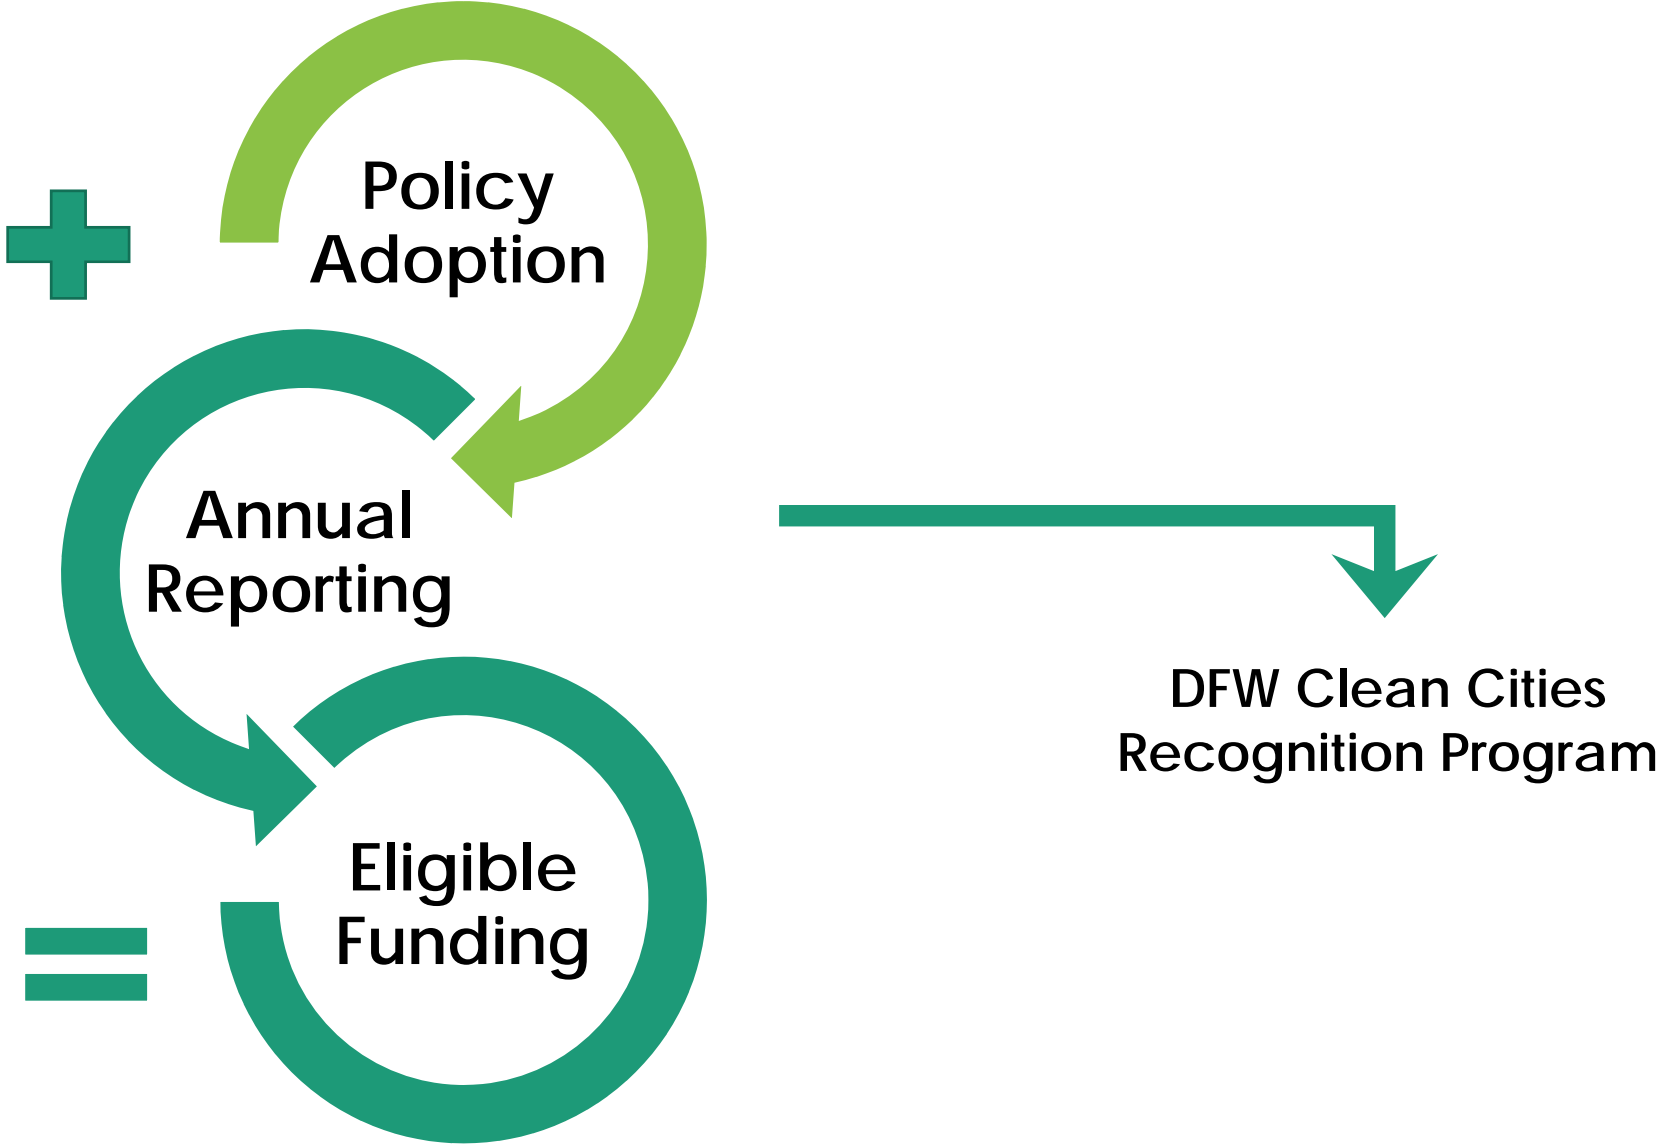 Policy
Adoption
Annual
Reporting
Eligible
Funding
DFW Clean Cities
Recognition Program